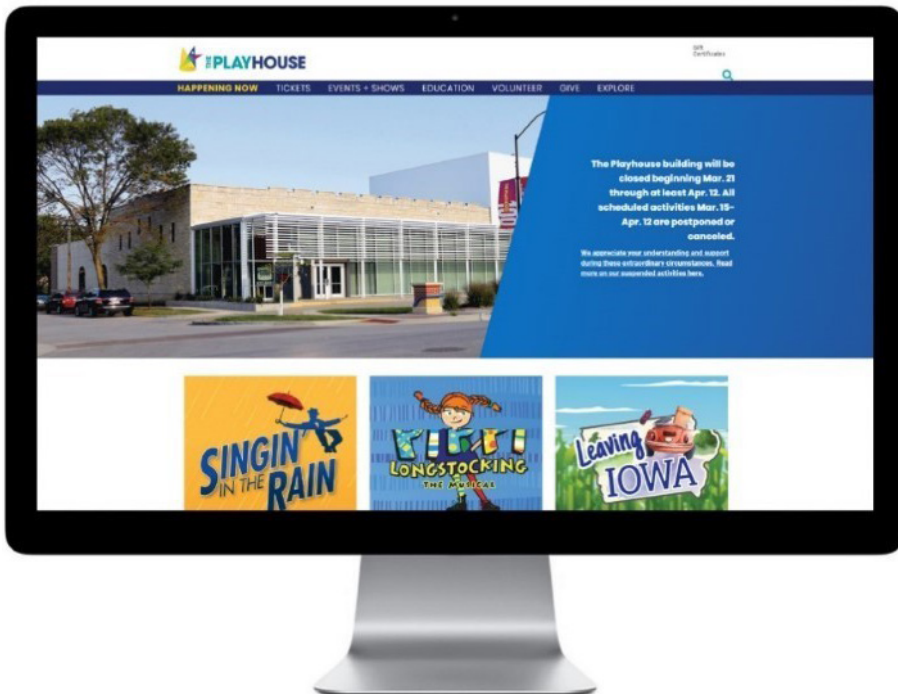 Gift
Certificates
THE PLAYHOUSE
HAPPENING NOW TICKETS EVENTS + SHOWS EDUCATION VOLUNTEER GIVE EXPLORE
The Playhouse building will be
closed beginning Mar. 21
through at least Apr. 12. All
scheduled activities Mar. 15-
Apr. 12 are postponed or
canceled.
We appreciate your understanding and support
during these extraordinary circumstances. Read
more on our suspended activities here.
SINGIN'
IN THE RAIN
PIPPI
LONGSTOCKING
THE MUSICAL
Leaving
IOWA